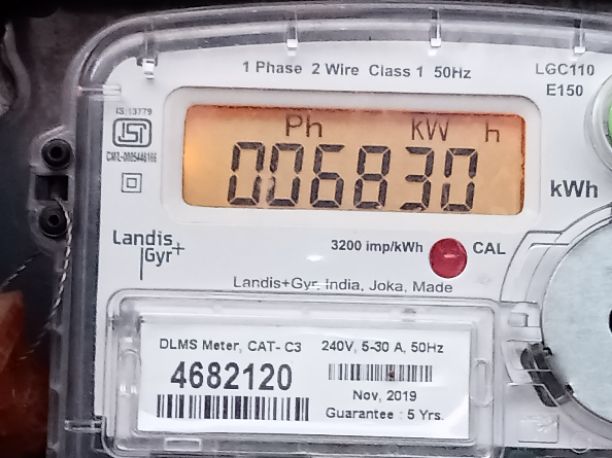 1 Phase 2 Wire Class 1 50Hz
LGC110
E150
IS:13779
ISI
Ph kW h
006830
kWh
Landis
Gyr+
3200 imp/kWh CAL
Landis+Gyr, India, Joka, Made
DLMS Meter, CAT- C3 240V, 5-30 A, 50Hz
4682120
Nov, 2019
Guarantee : 5 Yrs.